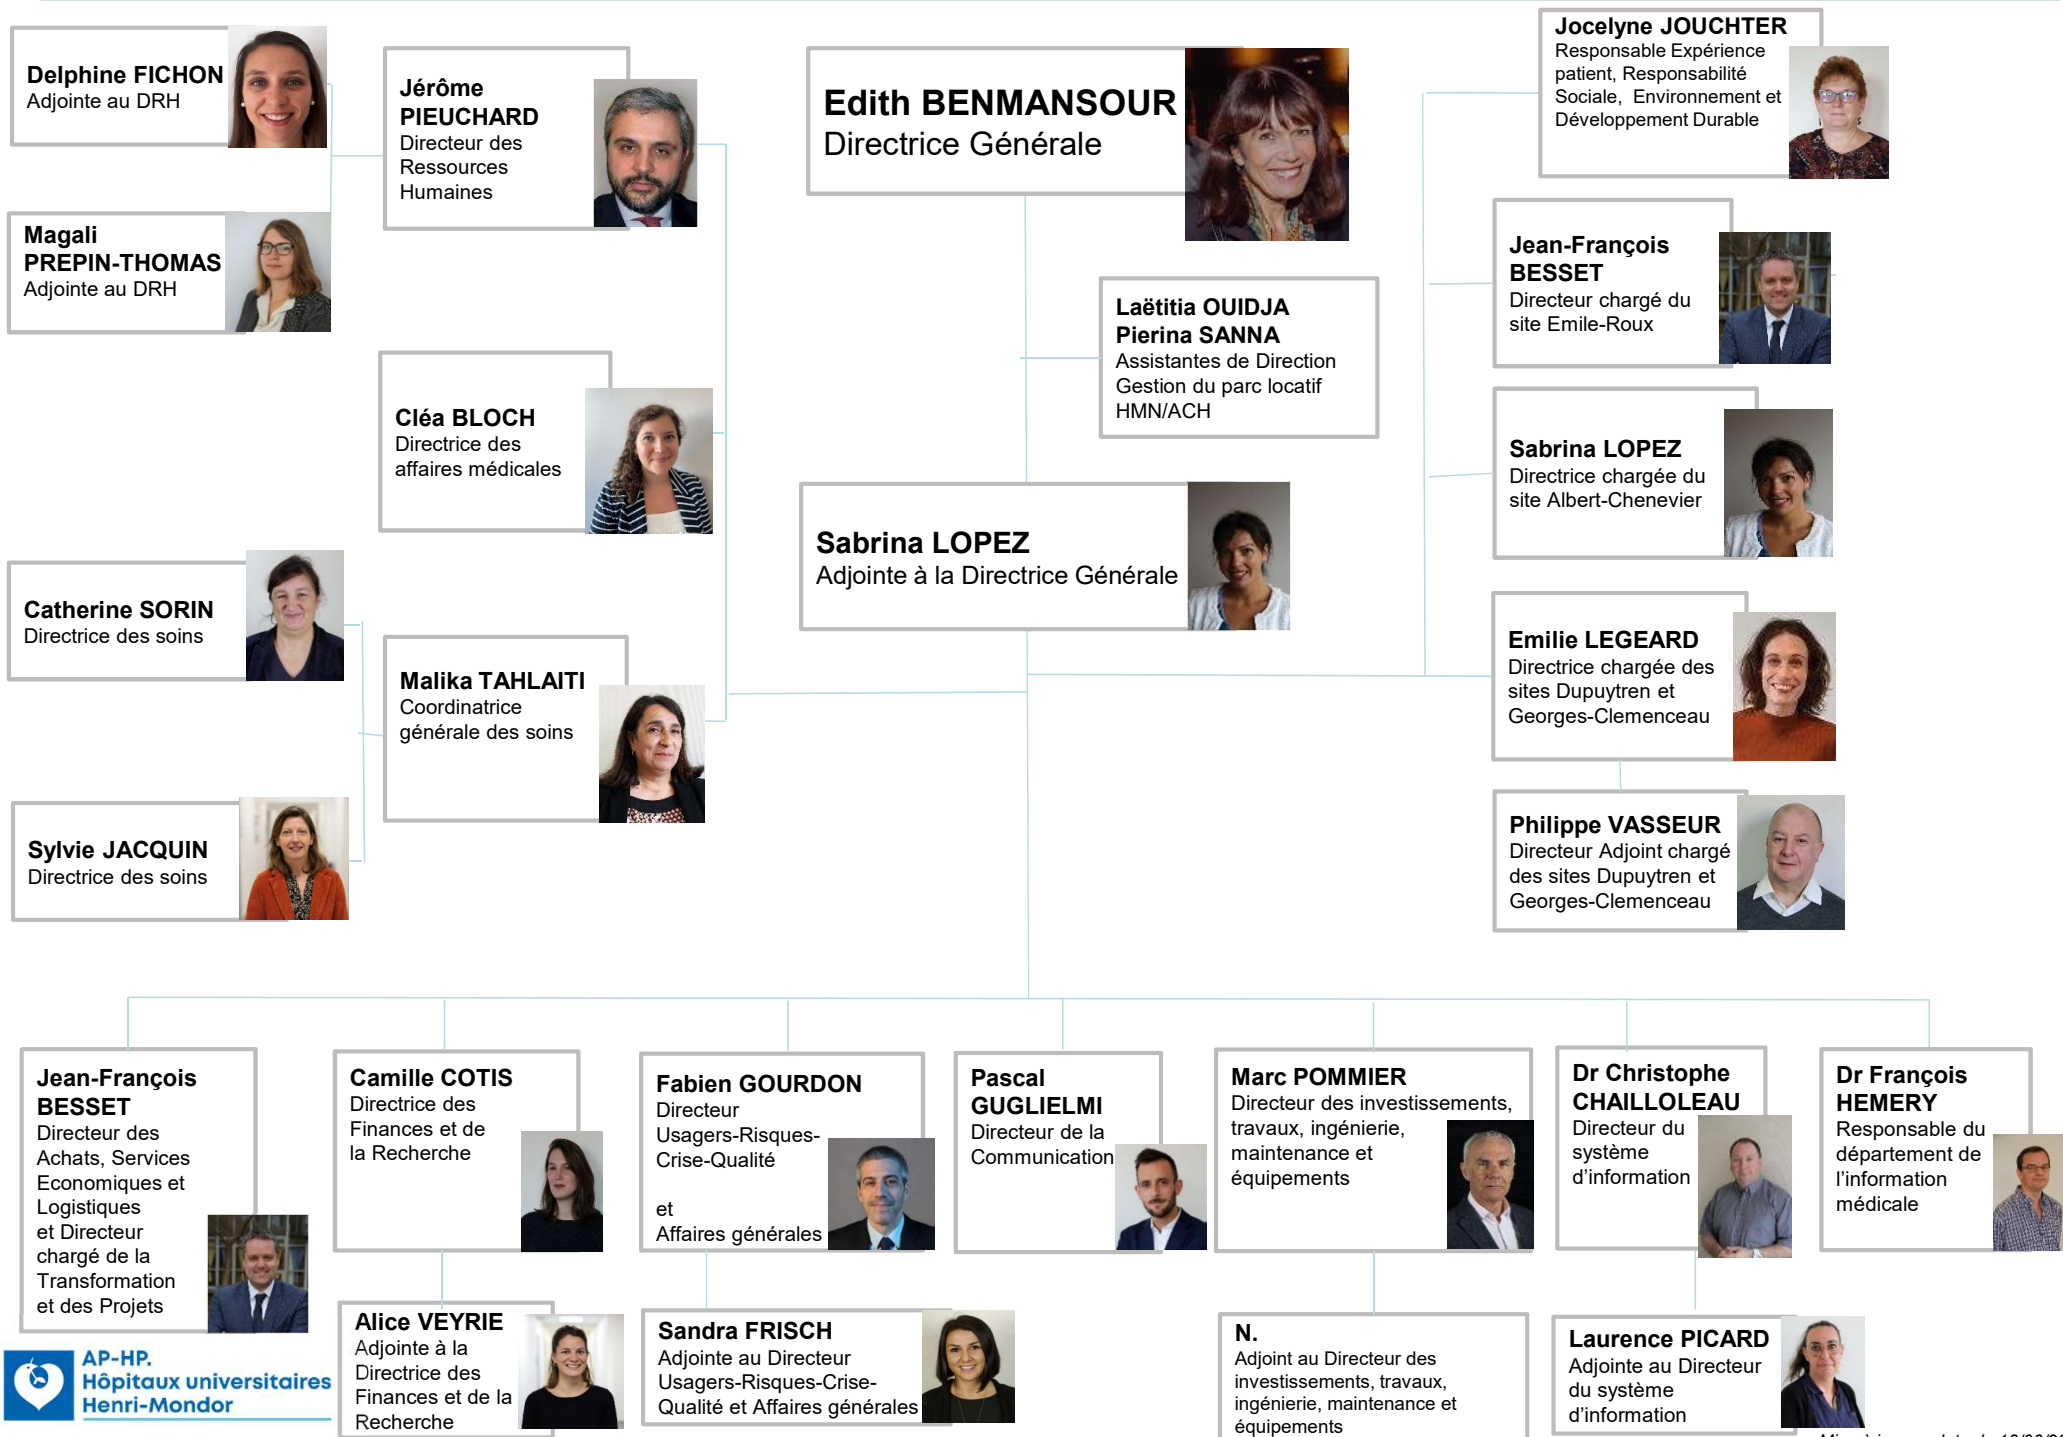 Delphine FICHON
Adjointe au DRH
Magali
PREPIN-THOMAS
Adjointe au DRH
Jérôme
PIEUCHARD
Directeur des
Ressources
Humaines
Cléa BLOCH
Directrice des
affaires médicales
Catherine SORIN
Directrice des soins
Malika TAHLAITI
Coordinatrice
générale des soins
Sylvie JACQUIN
Directrice des soins
Edith BENMANSOUR
Directrice Générale
Laëtitia OUIDJA
Pierina SANNA
Assistantes de Direction
Gestion du parc locatif
HMN/ACH
Sabrina LOPEZ
Adjointe à la Directrice Générale
Jocelyne JOUCHTER
Responsable Expérience
patient, Responsabilité
Sociale, Environnement et
Développement Durable
Jean-François
BESSET
Directeur chargé du
site Emile-Roux
Sabrina LOPEZ
Directrice chargée du
site Albert-Chenevier
Emilie LEGEARD
Directrice chargée des
sites Dupuytren et
Georges-Clemenceau
Philippe VASSEUR
Directeur Adjoint chargé
des sites Dupuytren et
Georges-Clemenceau
Jean-François
BESSET
Directeur des
Achats, Services
Economiques et
Logistiques
et Directeur
chargé de la
Transformation
et des Projets
Camille COTIS
Directrice des
Finances et de
la Recherche
Alice VEYRIE
Adjointe à la
Directrice des
Finances et de la
Recherche
Fabien GOURDON
Directeur
Usagers-Risques-
Crise-Qualité
et
Affaires générales
Sandra FRISCH
Adjointe au Directeur
Usagers-Risques-Crise-
Qualité et Affaires générales
Pascal
GUGLIELMI
Directeur de la
Communication
Marc POMMIER
Directeur des investissements,
travaux, ingénierie,
maintenance et
équipements
N.
Adjoint au Directeur des
investissements, travaux,
ingénierie, maintenance et
équipements
Dr Christophe
CHAILLOLEAU
Directeur du
système
d’information
Laurence PICARD
Adjointe au Directeur
du système
d’information
Dr François
HEMERY
Responsable du
département de
l’information
médicale
AP-HP.
Hôpitaux universitaires
Henri-Mondor